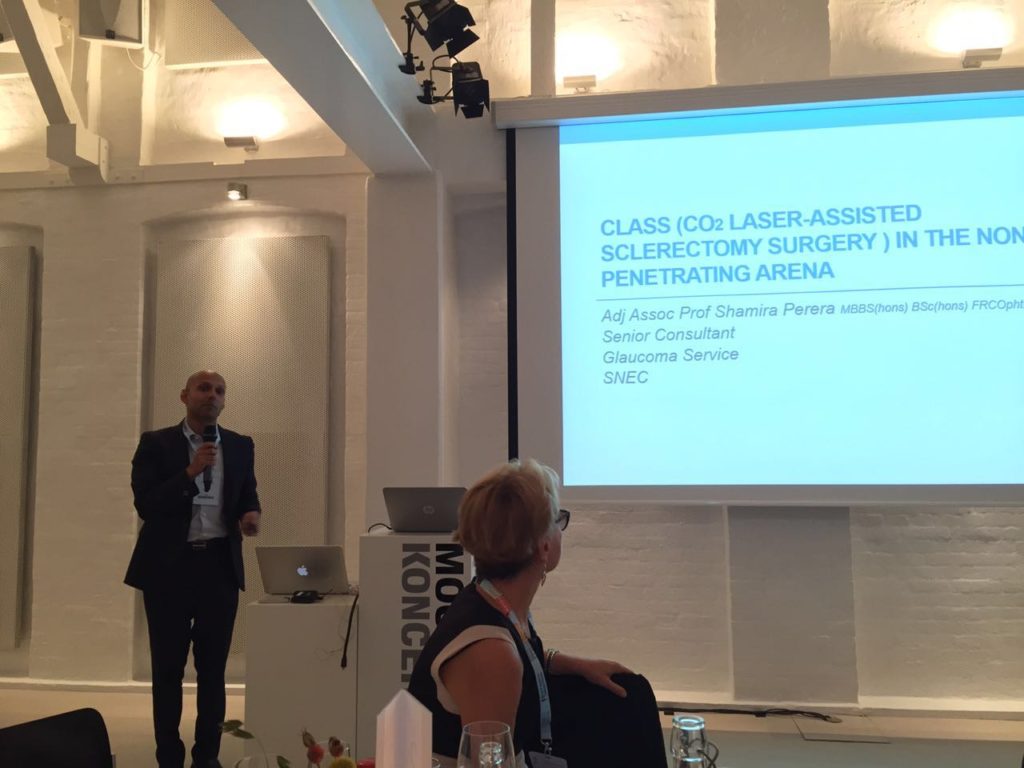 CLASS (CO2 LASER-ASSISTED
SCLERECTOMY SURGERY ) IN THE NON
PENETRATING ARENA
Adj Assoc Prof Shamira Perera MBBS(hons) BSc(hons) FRCOpht
Senior Consultant
Glaucoma Service
SNEC
KONCE